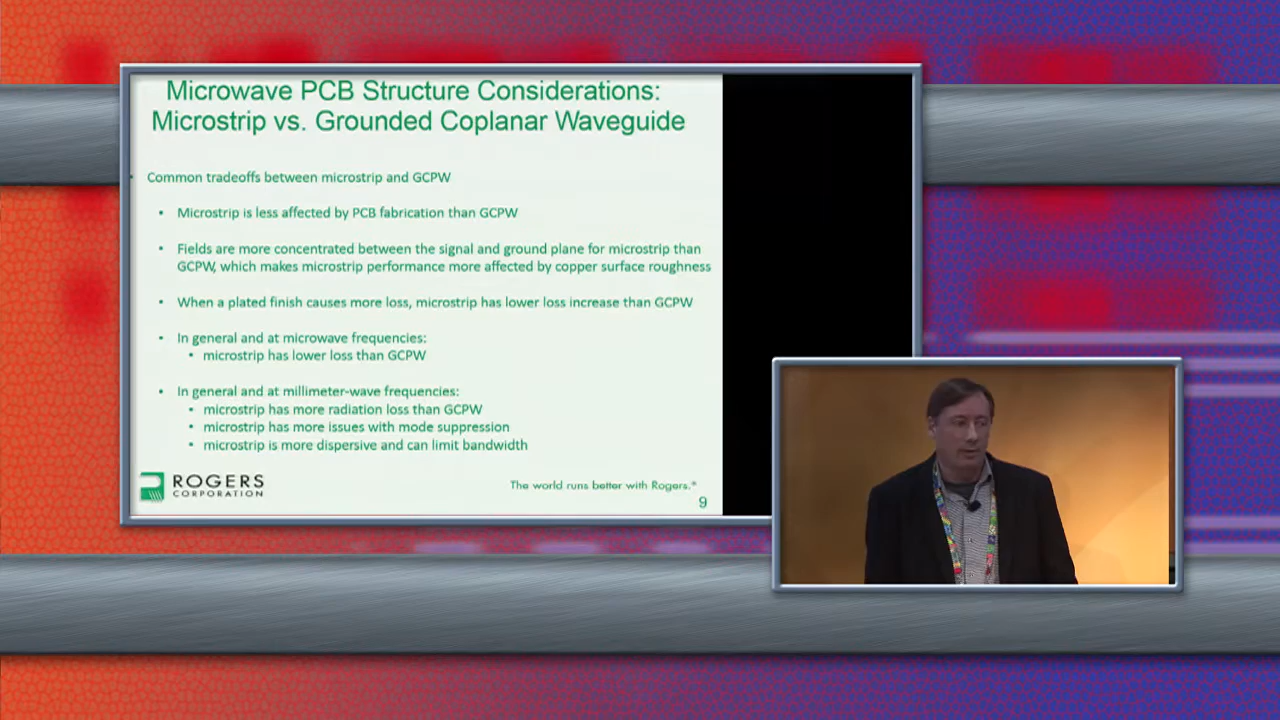 Microwave PCB Structure Considerations:
Microstrip vs. Grounded Coplanar Waveguide
• Common tradeoffs between microstrip and GCPW
• Microstrip is less affected by PCB fabrication than GCPW
• Fields are more concentrated between the signal and ground plane for microstrip than
GCPW, which makes microstrip performance more affected by copper surface roughness
• When a plated finish causes more loss, microstrip has lower loss increase than GCPW
• In general and at microwave frequencies:
• microstrip has lower loss than GCPW
• In general and at millimeter-wave frequencies:
• microstrip has more radiation loss than GCPW
• microstrip has more issues with mode suppression
• microstrip is more dispersive and can limit bandwidth
ROGERS
CORPORATION
The world runs better with Rogers.®
9